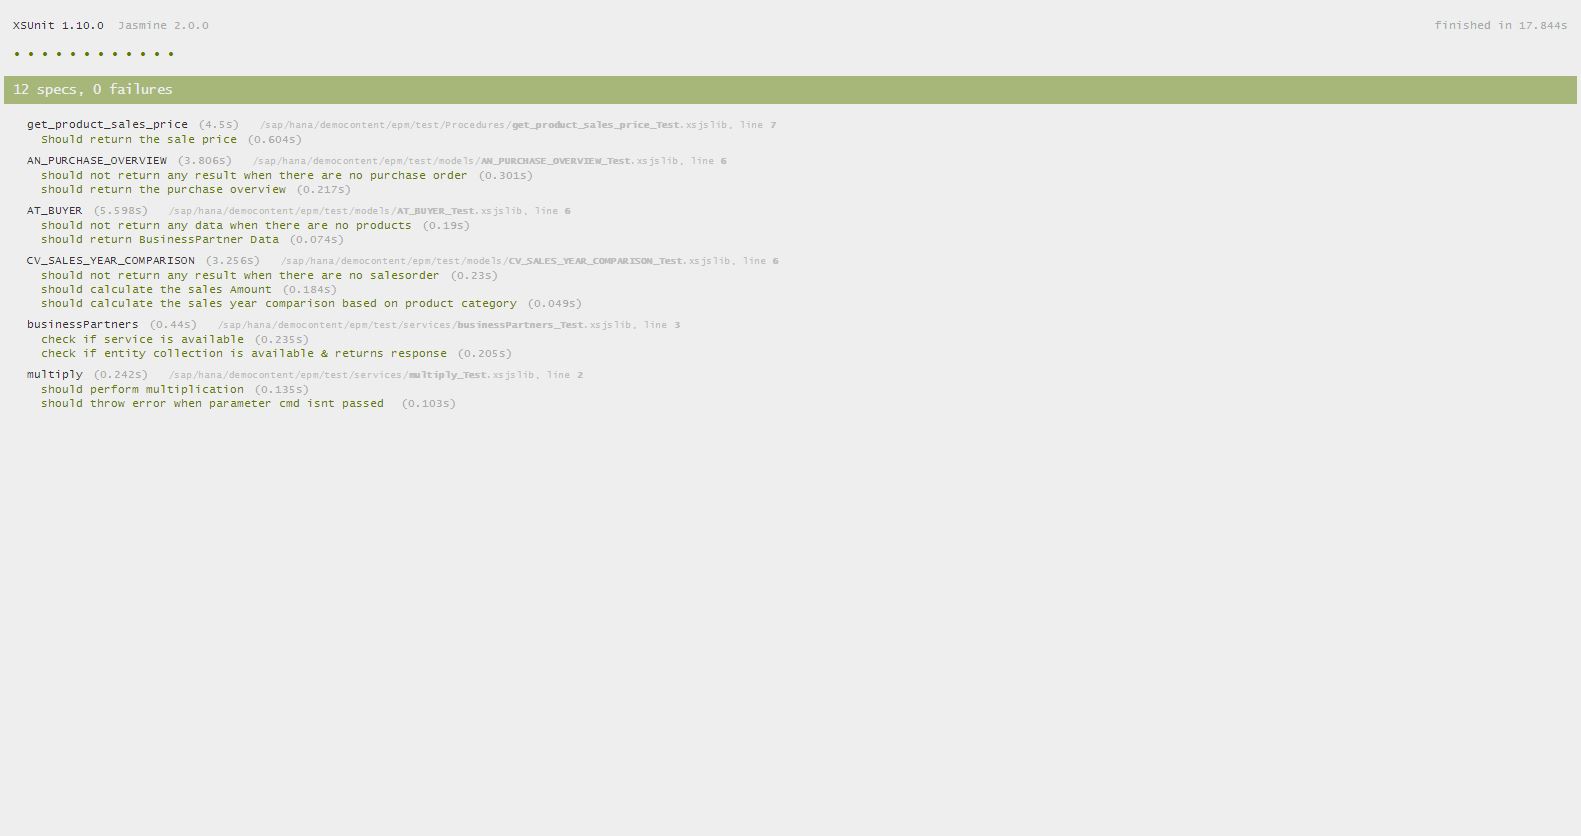 XSUnit 1.10.0 Jasmine 2.0.0 finished in 17.844s
12 specs, 0 failures
get_product_sales_price (4.5s) /sap/hana/democontent/epm/test/Procedures/get_product_sales_price_Test.xsjslib, line 7
Should return the sale price (0.604s)
AN_PURCHASE_OVERVIEW (3.806s) /sap/hana/democontent/epm/test/models/AN_PURCHASE_OVERVIEW_Test.xsjslib, line 6
should not return any result when there are no purchase order (0.301s)
should return the purchase overview (0.217s)
AT_BUYER (5.598s) /sap/hana/democontent/epm/test/models/AT_BUYER_Test.xsjslib, line 6
should not return any data when there are no products (0.19s)
should return BusinessPartner Data (0.074s)
CV_SALES_YEAR_COMPARISON (3.256s) /sap/hana/democontent/epm/test/models/CV_SALES_YEAR_COMPARISON_Test.xsjslib, line 6
should not return any result when there are no salesorder (0.23s)
should calculate the sales Amount (0.184s)
should calculate the sales year comparison based on product category (0.049s)
businessPartners (0.44s) /sap/hana/democontent/epm/test/services/businessPartners_Test.xsjslib, line 3
check if service is available (0.235s)
check if entity collection is available & returns response (0.205s)
multiply (0.242s) /sap/hana/democontent/epm/test/services/multiply_Test.xsjslib, line 2
should perform multiplication (0.135s)
should throw error when parameter cmd isnt passed (0.103s)